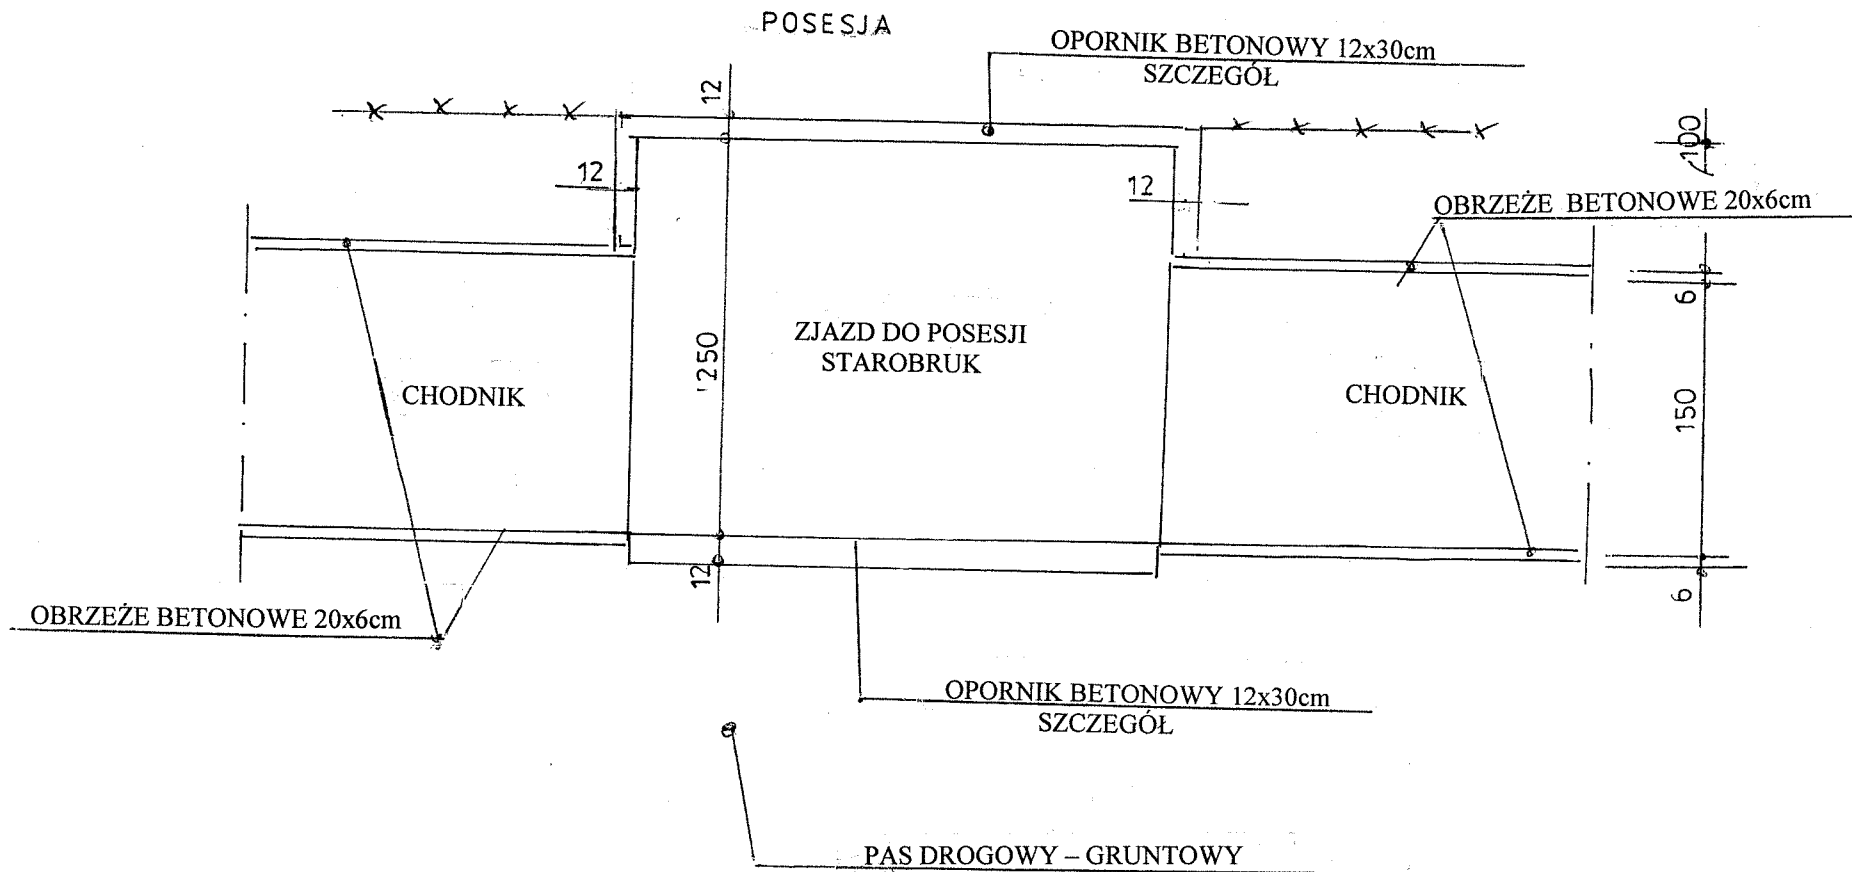 POSESJA
OPORNIK BETONOWY 12x30cm
SZCZEGÓŁ
12
100
12
12
OBRZEŻE BETONOWE 20x6cm
6
ZJAZD DO POSESJI
STAROBRUK
250
CHODNIK
CHODNIK
150
12
6
OBRZEŻE BETONOWE 20x6cm
OPORNIK BETONOWY 12x30cm
SZCZEGÓŁ
PAS DROGOWY – GRUNTOWY